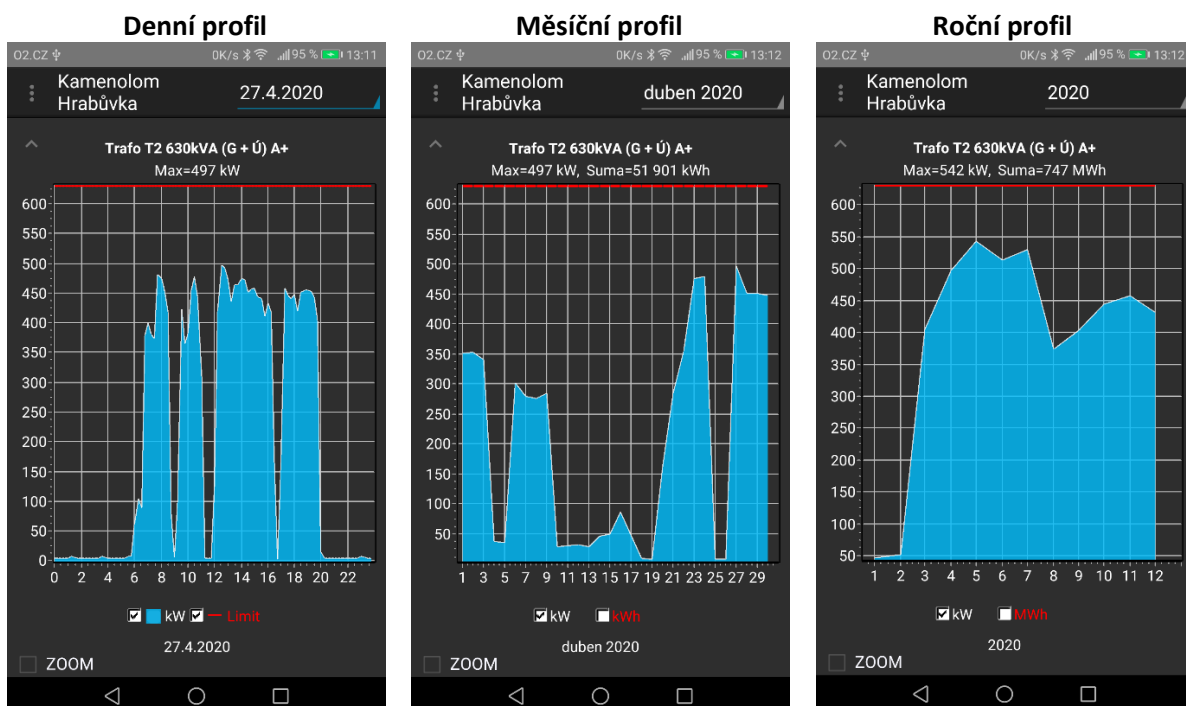 Denní profil
O2.CZ 0K/s 95 % 13:11
Kamenolom
Hrabůvka
27.4.2020
Trafo T2 630kVA (G + Ú) A+
Max=497 kW
600
550
500
450
400
350
300
250
200
150
100
50
0
0 2 4 6 8 10 12 14 16 18 20 22
kW Limit
27.4.2020
ZOOM
Měsíční profil
O2.CZ 0K/s 95 % 13:12
Kamenolom
Hrabůvka
duben 2020
Trafo T2 630kVA (G + Ú) A+
Max=497 kW, Suma=51 901 kWh
600
550
500
450
400
350
300
250
200
150
100
50
1 3 5 7 9 11 13 15 17 19 21 23 25 27 29
kW kWh
duben 2020
ZOOM
Roční profil
O2.CZ 0K/s 95 % 13:12
Kamenolom
Hrabůvka
2020
Trafo T2 630kVA (G + Ú) A+
Max=542 kW, Suma=747 MWh
600
550
500
450
400
350
300
250
200
150
100
50
1 2 3 4 5 6 7 8 9 10 11 12
kW MWh
2020
ZOOM